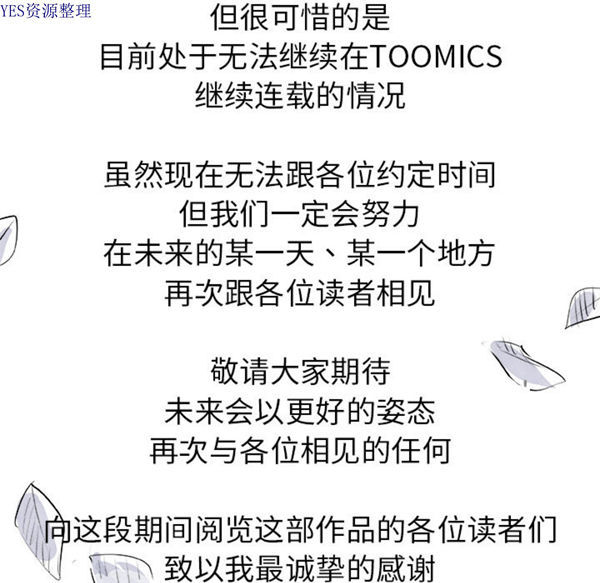 YES资源整理
但很可惜的是
目前处于无法继续在TOOMICS
继续连载的情况
虽然现在无法跟各位约定时间
但我们一定会努力
在未来的某一天、某一个地方
再次跟各位读者相见
敬请大家期待
未来会以更好的姿态
再次与各位相见的任何
向这段期间阅览这部作品的各位读者们
致以我最诚挚的感谢